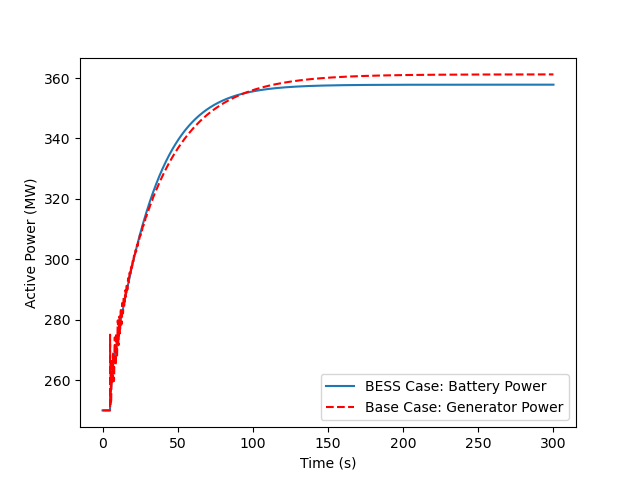 360
340
320
300
280
260
Active Power (MW)
0 50 100 150 200 250 300
Time (s)
BESS Case: Battery Power
Base Case: Generator Power